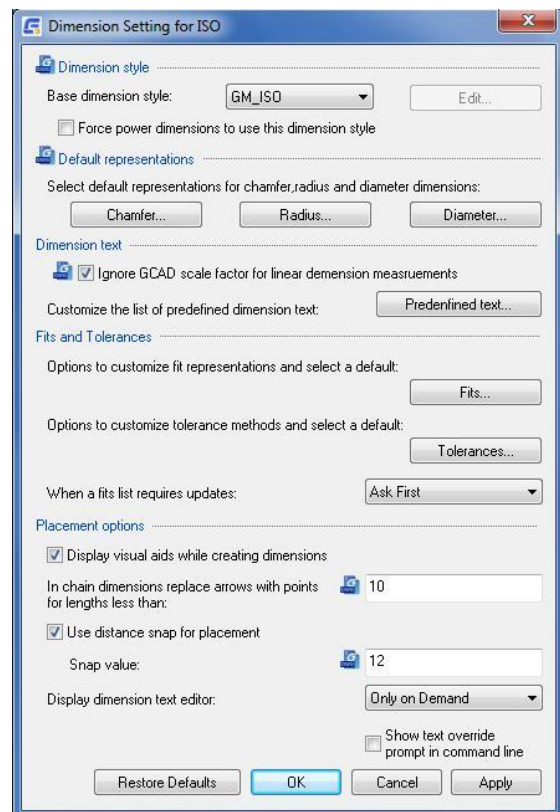 Dimension Setting for ISO
Dimension style
Base dimension style: GM_ISO Edit...
Force power dimensions to use this dimension style
Default representations
Select default representations for chamfer,radius and diameter dimensions:
Chamfer... Radius... Diameter...
Dimension text
Ignore GCAD scale factor for linear demension measruements
Customize the list of predefined dimension text: Predenfined text...
Fits and Tolerances
Options to customize fit representations and select a default:
Fits...
Options to customize tolerance methods and select a default:
Tolerances...
When a fits list requires updates: Ask First
Placement options
Display visual aids while creating dimensions
In chain dimensions replace arrows with points
for lengths less than: 10
Use distance snap for placement
Snap value: 12
Display dimension text editor: Only on Demand
Show text override
prompt in command line
Restore Defaults OK Cancel Apply